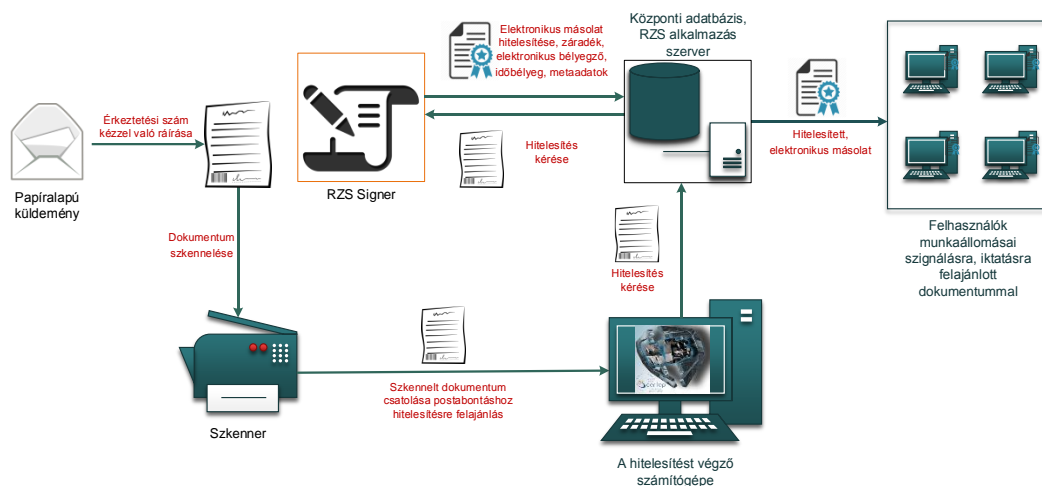 Elektronikus másolat
hitelesítése, záradék,
elektronikus bélyegző,
időbélyeg, metaadatok
Központi adatbázis,
RZS alkalmazás
szerver
Érkeztetési szám
kézzel való ráírása
Hitelesítés
kérése
Hitelesített,
elektronikus másolat
Papíralapú
küldemény
RZS Signer
Felhasználók
munkaállomásai
szignálásra, iktatásra
felajánlott
dokumentummal
Dokumentum
szkennelése
Hitelesítés
kérése
Szkennelt dokumentum
csatolása postabontáshoz
hitelesítésre felajánlás
Szkenner
A hitelesítést végző
számítógépe